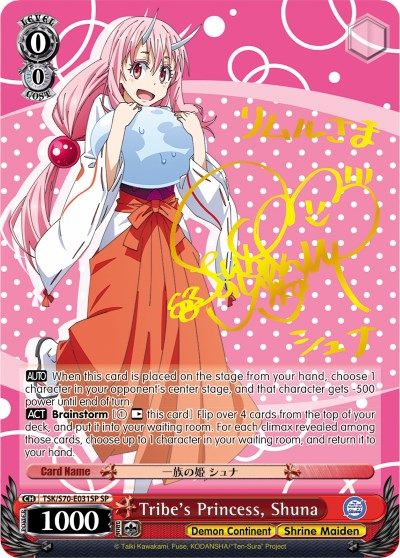 LEVEL
0
0
COST
リムルさま
シュナ
AUTO When this card is placed on the stage from your hand, choose 1
character in your opponent's center stage, and that character gets -500
power until end of turn.
ACT Brainstorm [① this card] Flip over 4 cards from the top of your
deck, and put it into your waiting room. For each climax revealed among
those cards, choose up to 1 character in your waiting room, and return it
to your hand.
Card Name
一族の姫 シュナ
CH TSK/S70-E031SP SP
POWER
1000
Tribe's Princess, Shuna
Demon Continent
Shrine Maiden
© Taiki Kawakami, Fuse, KODANSHA/"Ten-Sura" Project